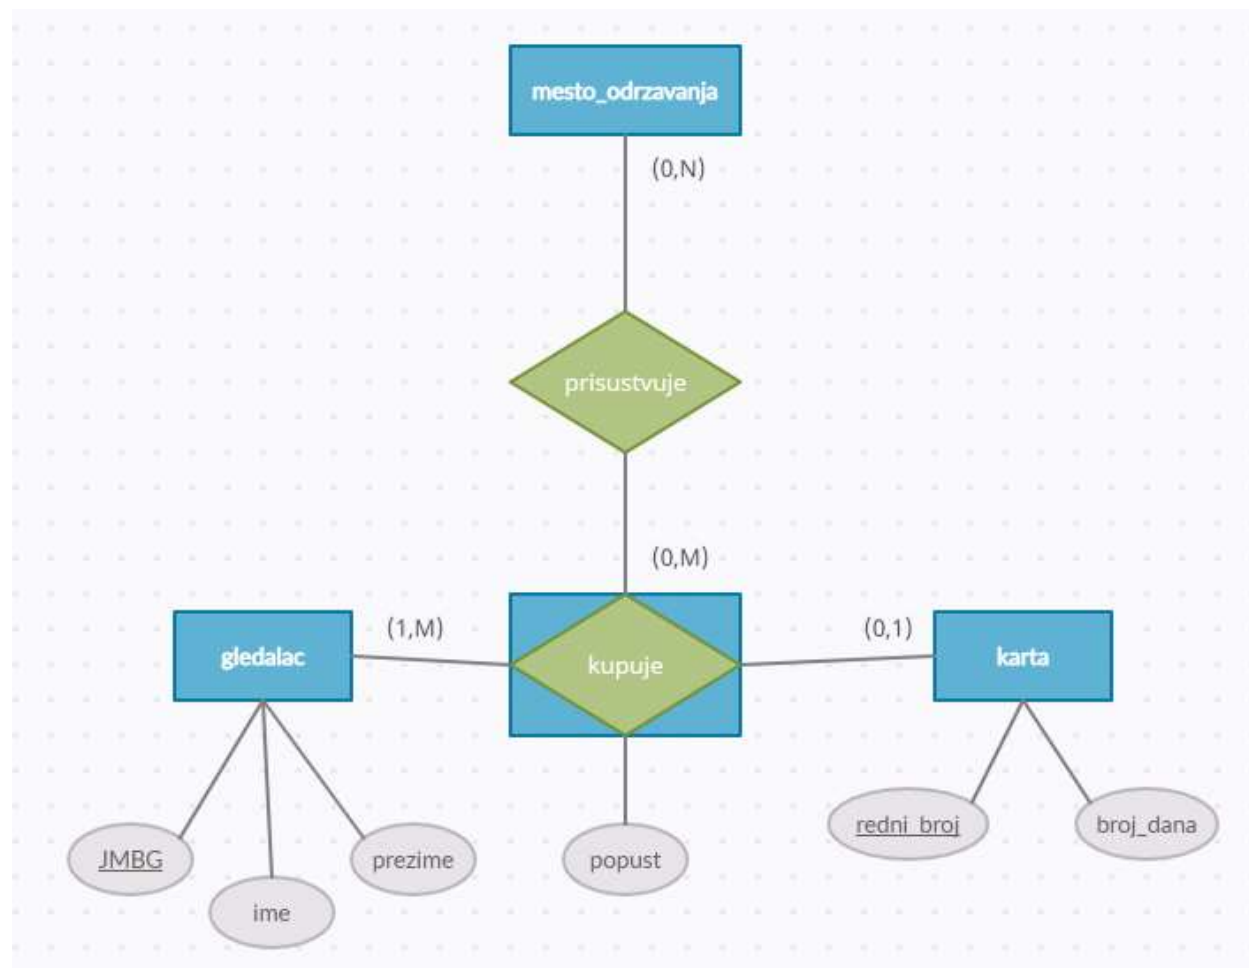 mesto_odrzavanja
(0,N)
prisustvuje
(0,M)
(1,M)
(0,1)
gledalac
kupuje
karta
JMBG
ime
prezime
popust
redni_broj
broj_dana